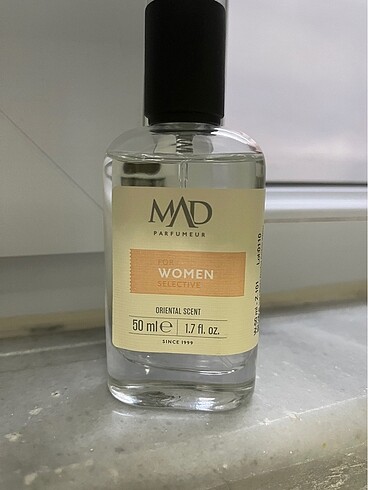 MAD
PARFUMEUR
FOR
WOMEN
SELECTIVE
ORIENTAL SCENT
50 ml ℮ 1.7 fl. oz.
SINCE 1999